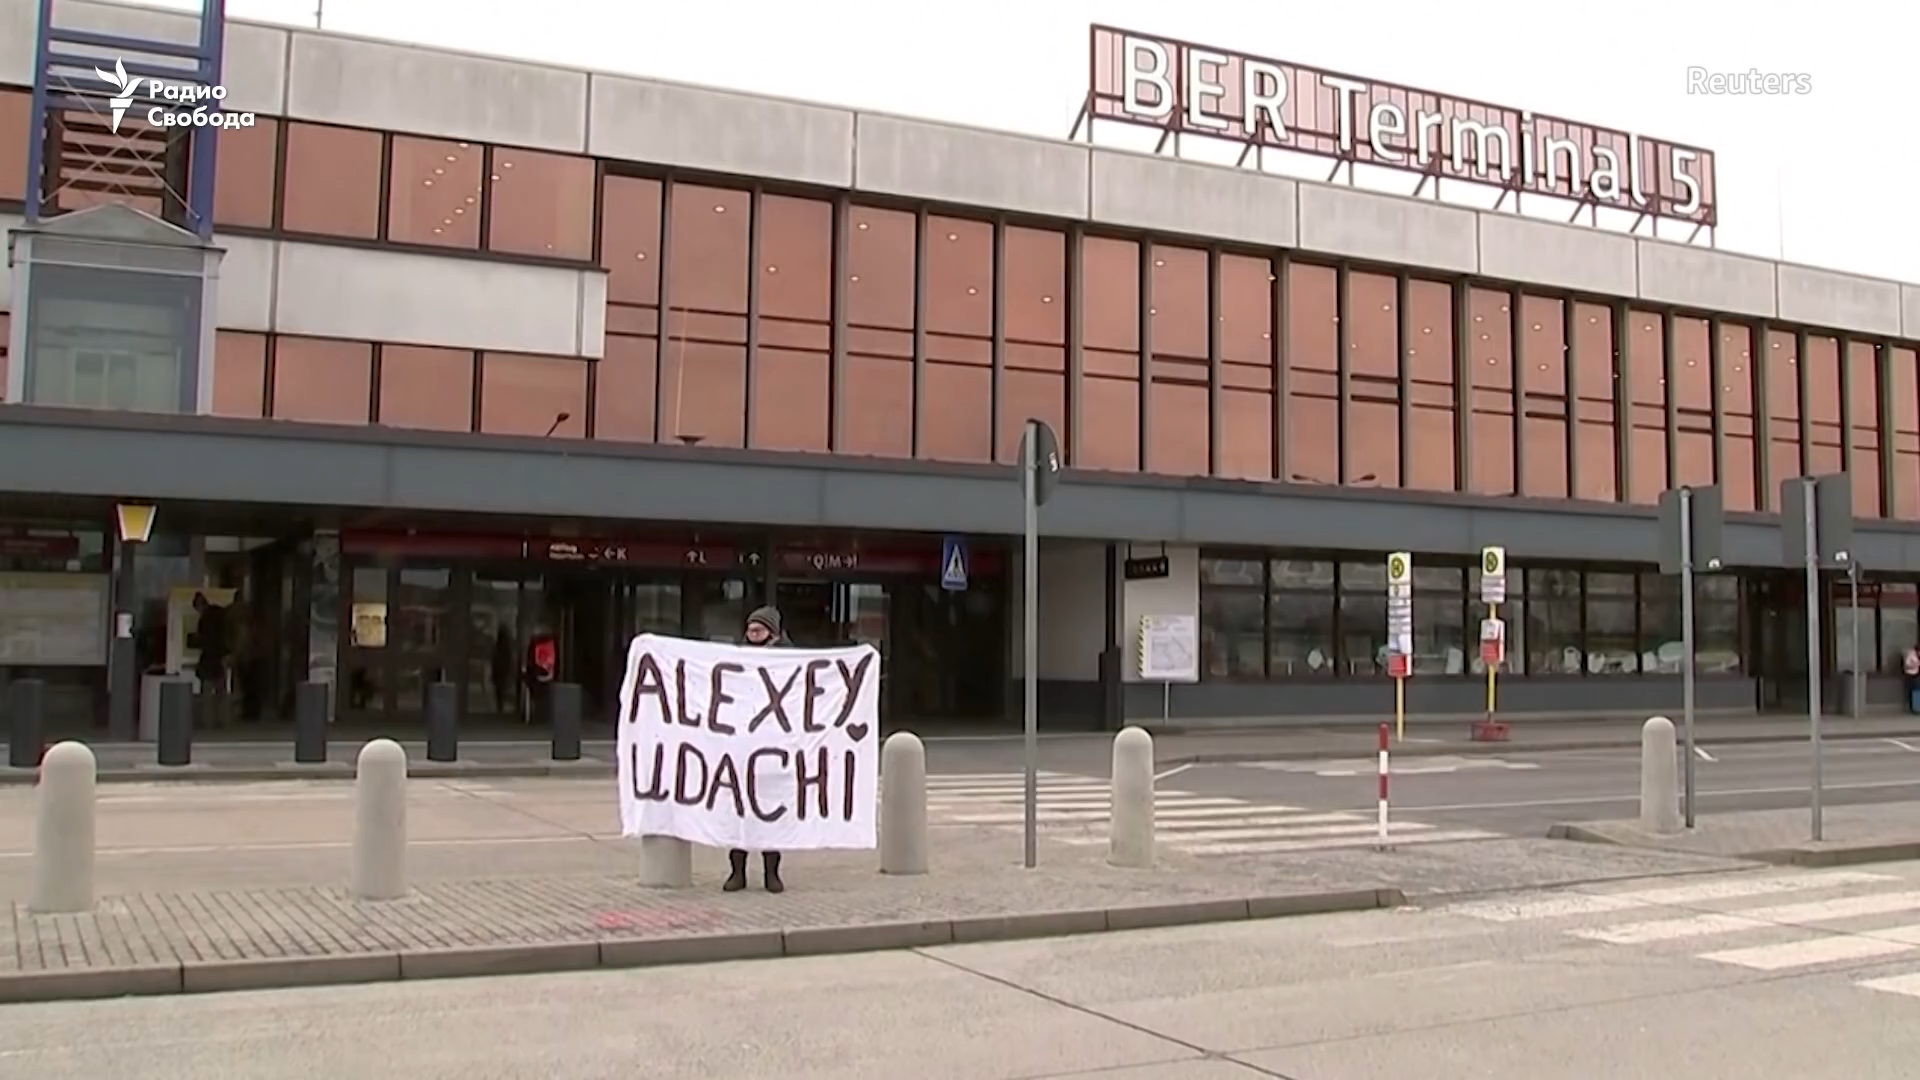 Радио
Свобода
Reuters
BER Terminal 5
←K
↑L
↑
Q|M→
ALEXEY
UDACHI